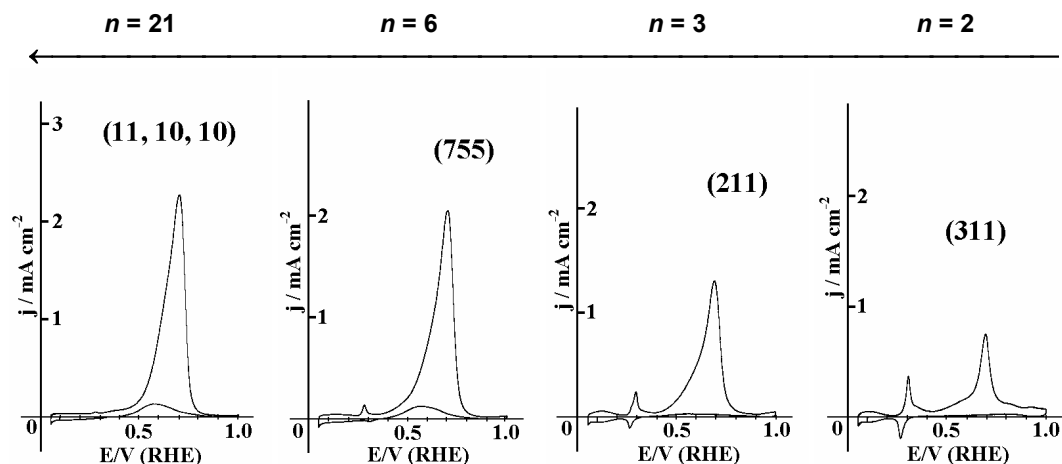 n = 21
n = 6
n = 3
n = 2
(11, 10, 10)
3
2
1
0
0.5
1.0
j / mA cm⁻²
E/V (RHE)
(755)
2
1
0
0.5
1.0
j / mA cm⁻²
E/V (RHE)
(211)
2
1
0
0.5
1.0
j / mA cm⁻²
E/V (RHE)
(311)
2
1
0
0.5
1.0
j / mA cm⁻²
E/V (RHE)